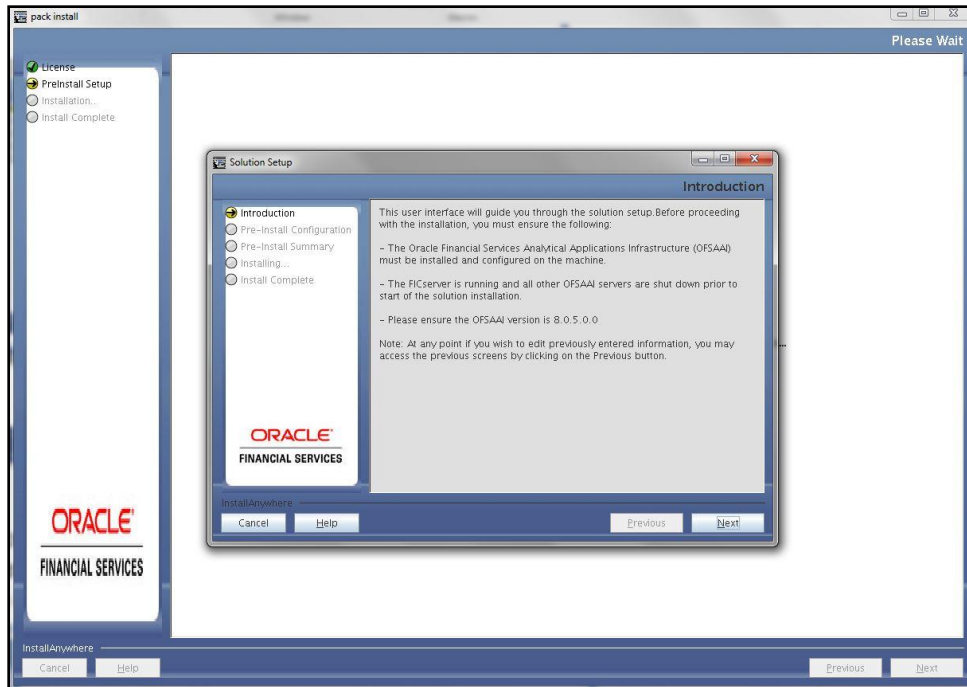 pack install
Please Wait
License
PreInstall Setup
Installation...
Install Complete
Solution Setup
Introduction
Introduction
Pre-Install Configuration
Pre-Install Summary
Installing...
Install Complete
This user interface will guide you through the solution setup.Before proceeding
with the installation, you must ensure the following:
- The Oracle Financial Services Analytical Applications Infrastructure (OFSAAI)
must be installed and configured on the machine.
- The FICserver is running and all other OFSAAI servers are shut down prior to
start of the solution installation.
- Please ensure the OFSAAI version is 8.0.5.0.0
Note: At any point if you wish to edit previously entered information, you may
access the previous screens by clicking on the Previous button.
ORACLE
FINANCIAL SERVICES
InstallAnywhere
Cancel
Help
Previous
Next
ORACLE
FINANCIAL SERVICES
InstallAnywhere
Cancel
Help
Previous
Next